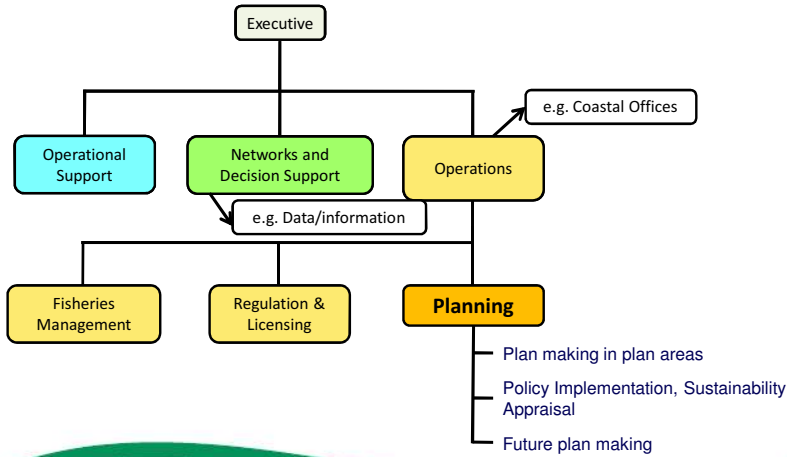 Executive
e.g. Coastal Offices
Operational
Support
Networks and
Decision Support
Operations
e.g. Data/information
Fisheries
Management
Regulation &
Licensing
Planning
Plan making in plan areas
Policy Implementation, Sustainability
Appraisal
Future plan making